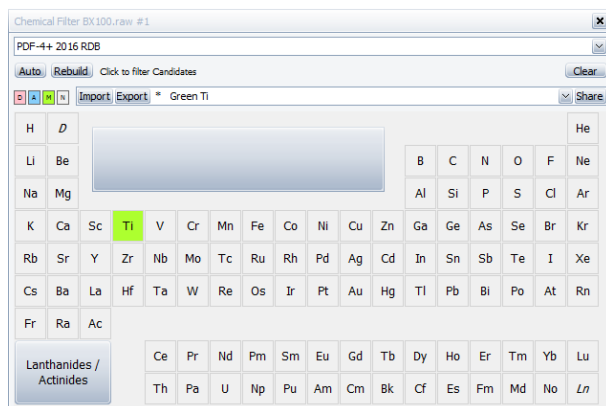 Chemical Filter BX100.raw #1
PDF-4+ 2016 RDB
Auto Rebuild Click to filter Candidates Clear
D A M N Import Export * Green Ti Share
H D He
Li Be B C N O F Ne
Na Mg Al Si P S Cl Ar
K Ca Sc Ti V Cr Mn Fe Co Ni Cu Zn Ga Ge As Se Br Kr
Rb Sr Y Zr Nb Mo Tc Ru Rh Pd Ag Cd In Sn Sb Te I Xe
Cs Ba La Hf Ta W Re Os Ir Pt Au Hg Tl Pb Bi Po At Rn
Fr Ra Ac
Lanthanides /
Actinides
Ce Pr Nd Pm Sm Eu Gd Tb Dy Ho Er Tm Yb Lu
Th Pa U Np Pu Am Cm Bk Cf Es Fm Md No Ln